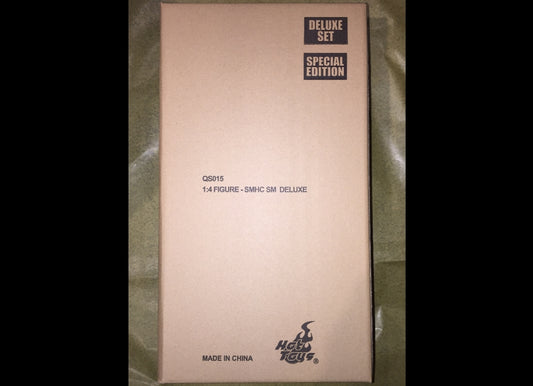 DELUXE
SET
SPECIAL
EDITION
QS015
1:4 FIGURE - SMHC SM DELUXE
Hot
Toys®
MADE IN CHINA